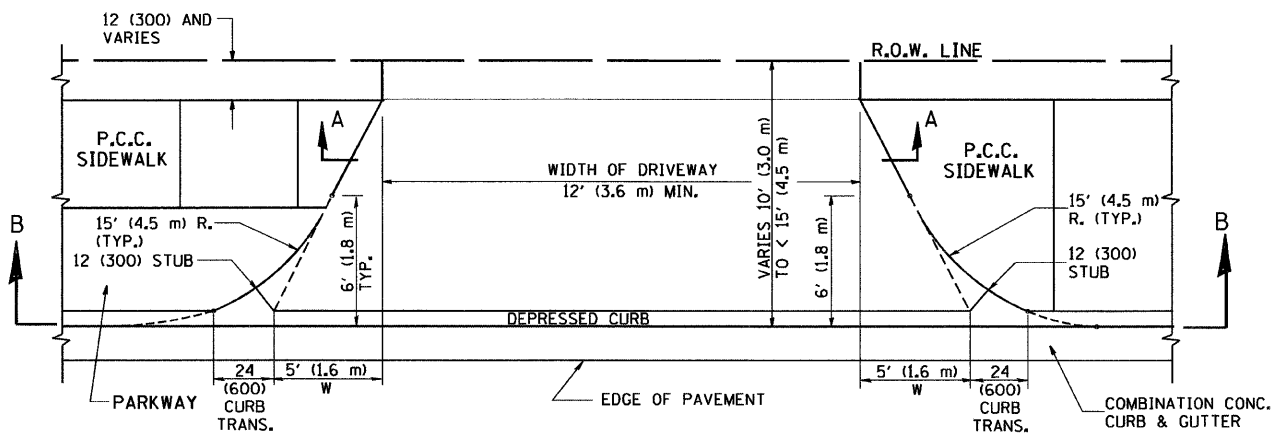 12 (300) AND
VARIES
R.O.W. LINE
A
A
P.C.C.
SIDEWALK
P.C.C.
SIDEWALK
WIDTH OF DRIVEWAY
12' (3.6 m) MIN.
VARIES 10' (3.0 m)
TO < 15' (4.5 m)
15' (4.5 m) R.
(TYP.)
12 (300) STUB
15' (4.5 m)
R. (TYP.)
12 (300)
STUB
B
B
6' (1.8 m)
TYP.
6' (1.8 m)
DEPRESSED CURB
24
(600)
CURB
TRANS.
5' (1.6 m)
W
5' (1.6 m)
W
24
(600)
CURB
TRANS.
PARKWAY
EDGE OF PAVEMENT
COMBINATION CONC.
CURB & GUTTER